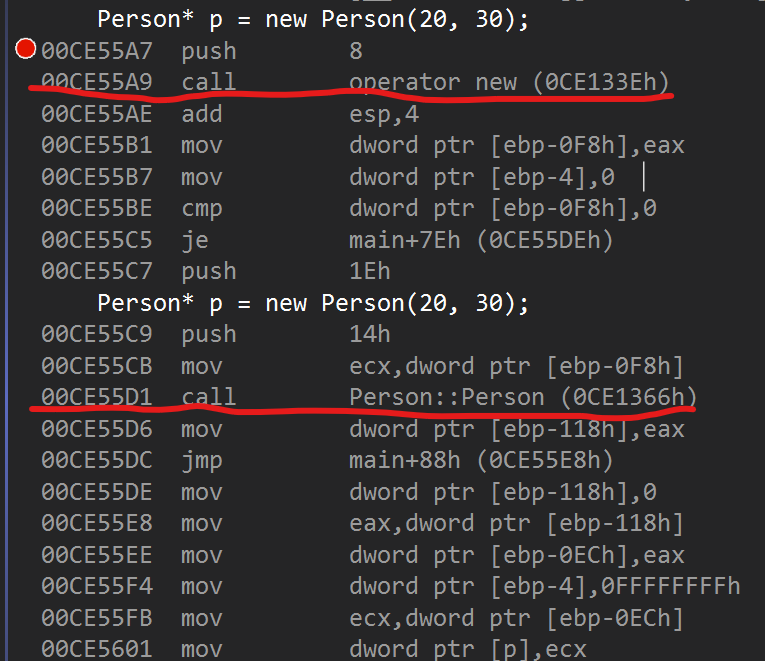 Person* p = new Person(20, 30);
00CE55A7 push 8
00CE55A9 call operator new (0CE133Eh)
00CE55AE add esp,4
00CE55B1 mov dword ptr [ebp-0F8h],eax
00CE55B7 mov dword ptr [ebp-4],0
00CE55BE cmp dword ptr [ebp-0F8h],0
00CE55C5 je main+7Eh (0CE55DEh)
00CE55C7 push 1Eh
Person* p = new Person(20, 30);
00CE55C9 push 14h
00CE55CB mov ecx,dword ptr [ebp-0F8h]
00CE55D1 call Person::Person (0CE1366h)
00CE55D6 mov dword ptr [ebp-118h],eax
00CE55DC jmp main+88h (0CE55E8h)
00CE55DE mov dword ptr [ebp-118h],0
00CE55E8 mov eax,dword ptr [ebp-118h]
00CE55EE mov dword ptr [ebp-0ECh],eax
00CE55F4 mov dword ptr [ebp-4],0FFFFFFFFh
00CE55FB mov ecx,dword ptr [ebp-0ECh]
00CE5601 mov dword ptr [p],ecx